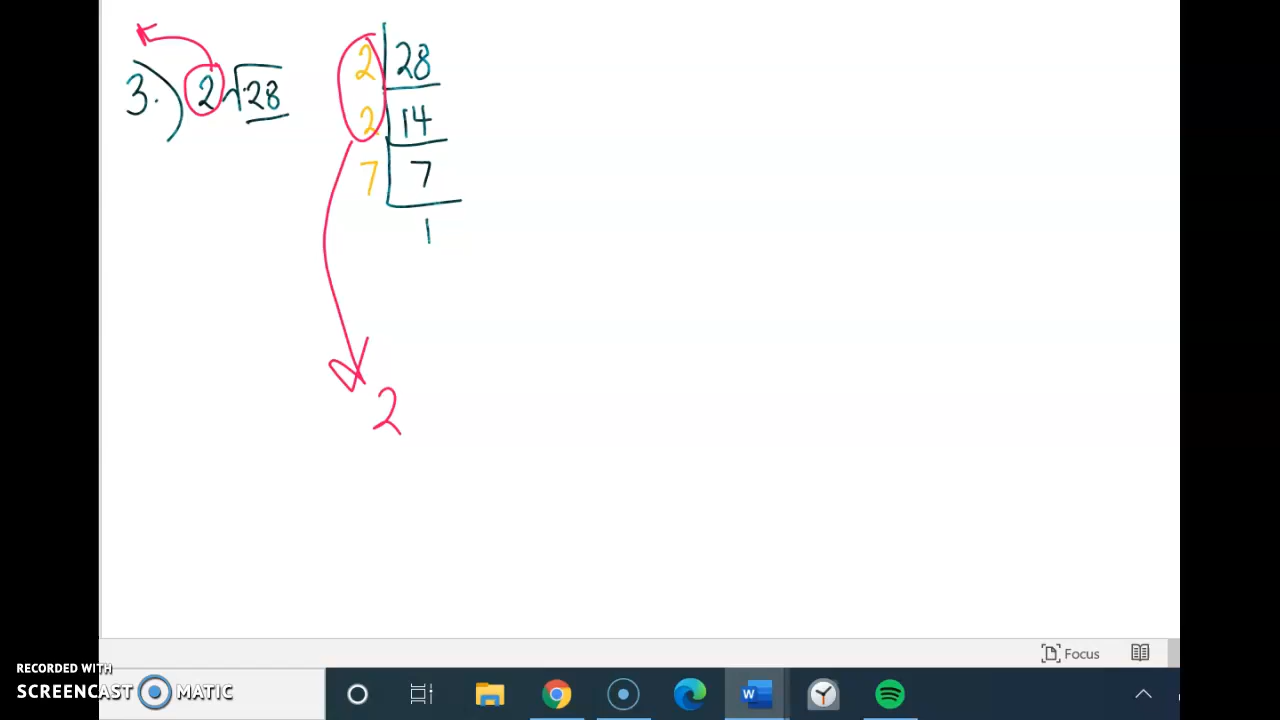 3.) 2√28
2 28
2 14
7 7
1
2
Focus
RECORDED WITH
SCREENCAST MATIC
W